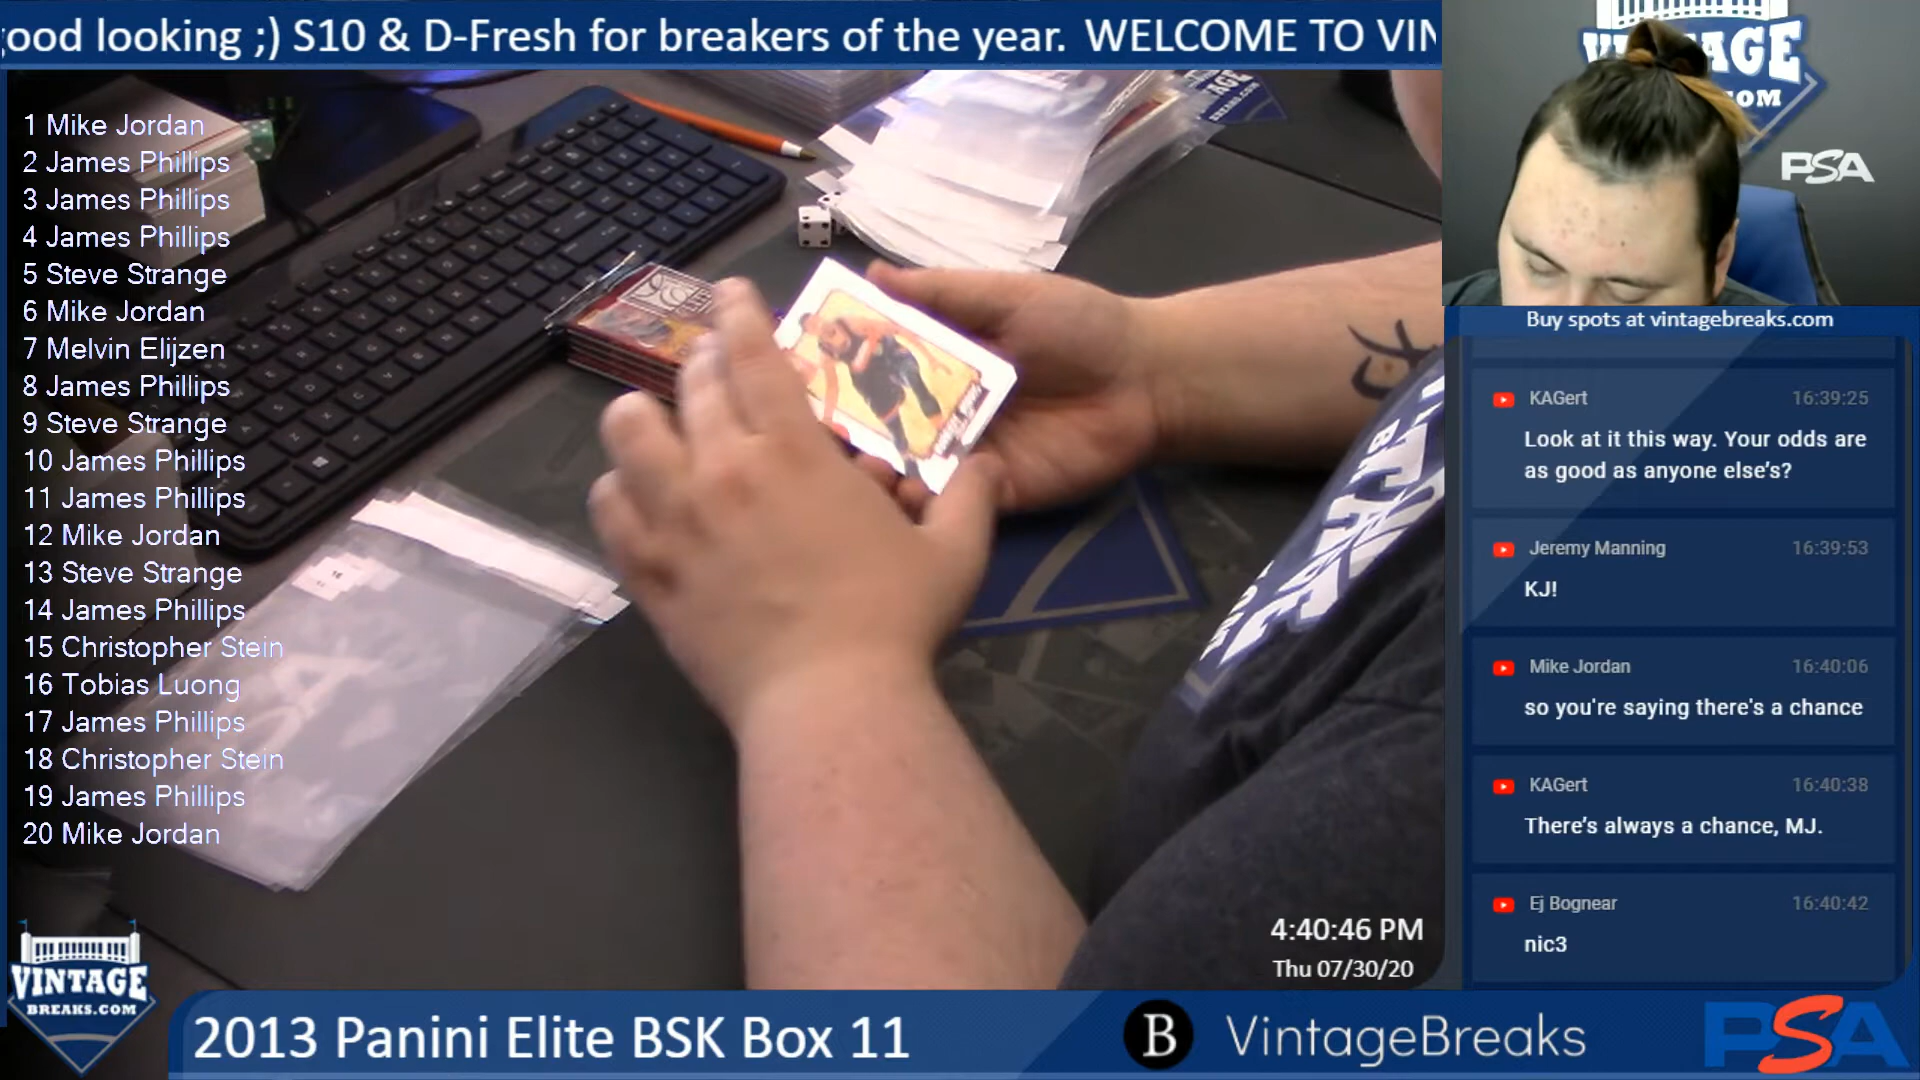 ood looking ;) S10 & D-Fresh for breakers of the year. WELCOME TO VIN
1 Mike Jordan
2 James Phillips
3 James Phillips
4 James Phillips
5 Steve Strange
6 Mike Jordan
7 Melvin Elijzen
8 James Phillips
9 Steve Strange
10 James Phillips
11 James Phillips
12 Mike Jordan
13 Steve Strange
14 James Phillips
15 Christopher Stein
16 Tobias Luong
17 James Phillips
18 Christopher Stein
19 James Phillips
20 Mike Jordan
PSA
Buy spots at vintagebreaks.com
KAGert 16:39:25
Look at it this way. Your odds are
as good as anyone else's?
Jeremy Manning 16:39:53
KJ!
Mike Jordan 16:40:06
so you're saying there's a chance
KAGert 16:40:38
There's always a chance, MJ.
Ej Bognear 16:40:42
nic3
4:40:46 PM
Thu 07/30/20
VINTAGE
BREAKS.COM
2013 Panini Elite BSK Box 11
B VintageBreaks
PSA